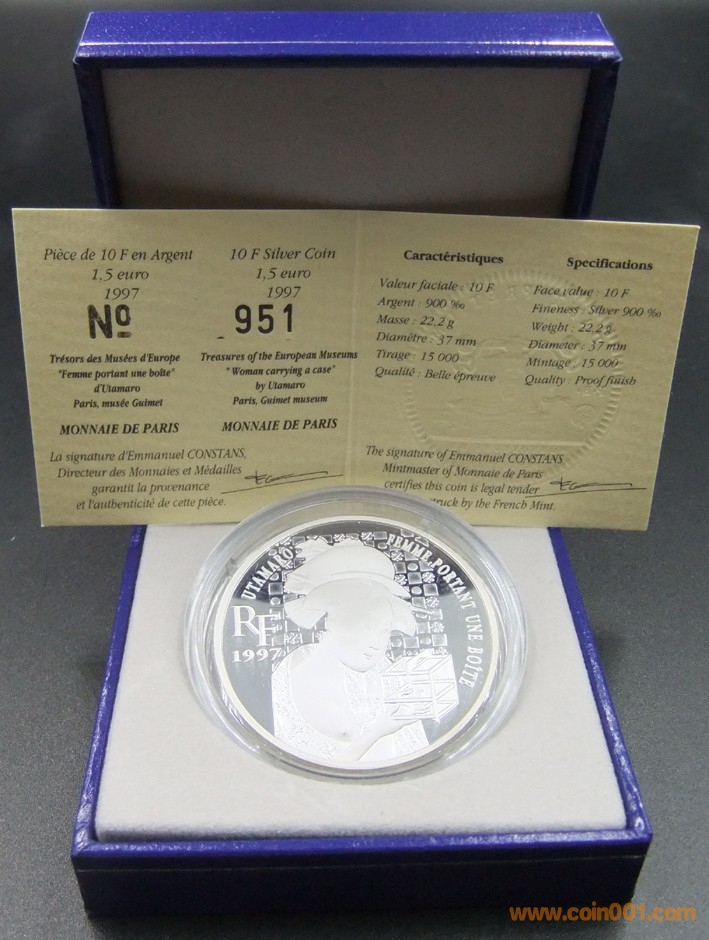 Pièce de 10 F en Argent
1,5 euro
1997
Nº
Trésors des Musées d'Europe
"Femme portant une boîte"
d'Utamaro
Paris, musée Guimet
MONNAIE DE PARIS
La signature d'Emmanuel CONSTANS,
Directeur des Monnaies et Médailles
garantit la provenance
et l'authenticité de cette pièce.
10 F Silver Coin
1,5 euro
1997
951
Treasures of the European Museums
"Woman carrying a case"
by Utamaro
Paris, Guimet museum
MONNAIE DE PARIS
Caractéristiques
Valeur faciale : 10 F
Argent : 900 ‰
Masse : 22,2 g
Diamètre : 37 mm
Tirage : 15 000
Qualité : Belle épreuve
Specifications
Face value : 10 F
Fineness : Silver 900 ‰
Weight : 22,2 g
Diameter : 37 mm
Mintage : 15 000
Quality : Proof finish
The signature of Emmanuel CONSTANS
Mintmaster of Monnaie de Paris
certifies this coin is legal tender
struck by the French Mint.
UTAMARO
FEMME PORTANT UNE BOITE
RF
1997
www.coin001.com